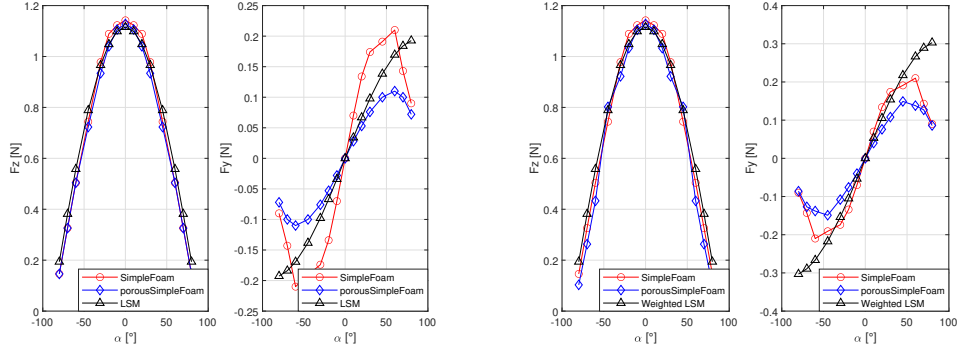 1.2
1
0.8
0.6
0.4
0.2
0
Fz [N]
-100 -50 0 50 100
α [°]
SimpleFoam
porousSimpleFoam
LSM
0.25
0.2
0.15
0.1
0.05
0
-0.05
-0.1
-0.15
-0.2
-0.25
Fy [N]
-100 -50 0 50 100
α [°]
SimpleFoam
porousSimpleFoam
LSM
1.2
1
0.8
0.6
0.4
0.2
0
Fz [N]
-100 -50 0 50 100
α [°]
SimpleFoam
porousSimpleFoam
Weighted LSM
0.4
0.3
0.2
0.1
0
-0.1
-0.2
-0.3
-0.4
Fy [N]
-100 -50 0 50 100
α [°]
SimpleFoam
porousSimpleFoam
Weighted LSM